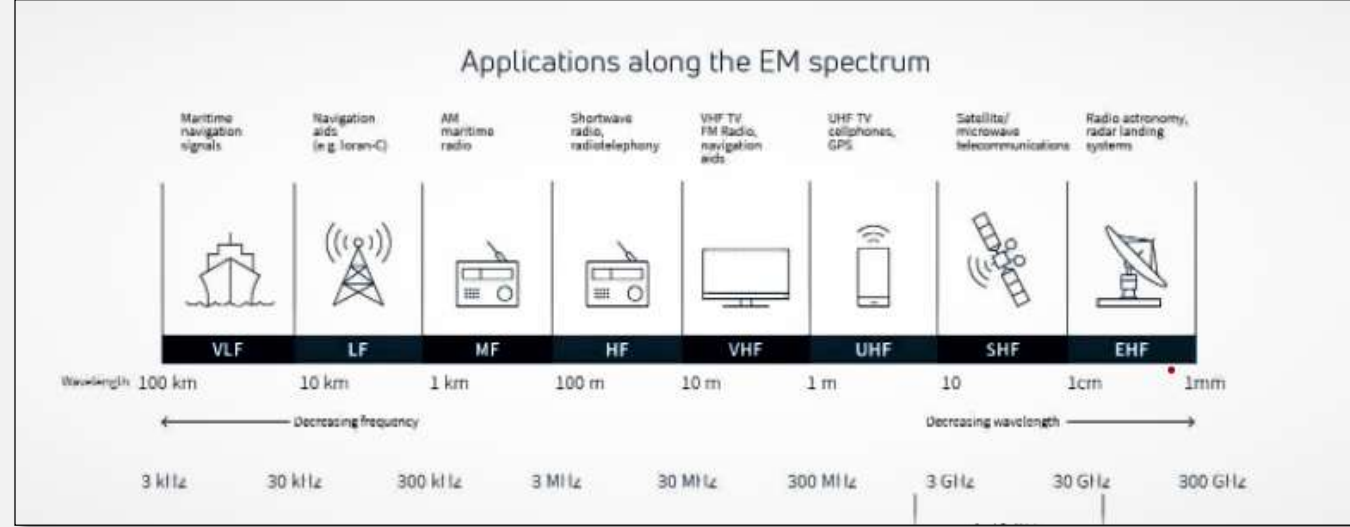 Applications along the EM spectrum
Maritime
navigation
signals
Navigation
aids
(e.g. loran-C)
AM
maritime
radio
Shortwave
radio,
radiotelephony
VHF TV
FM Radio,
navigation
aids
UHF TV
cellphones,
GPS
Satellite/
microwave
telecommunications
Radio astronomy,
radar landing
systems
VLF LF MF HF VHF UHF SHF EHF
Wavelength 100 km 10 km 1 km 100 m 10 m 1 m 10 1cm 1mm
Decreasing frequency Decreasing wavelength
3 kHz 30 kHz 300 kHz 3 MHz 30 MHz 300 MHz 3 GHz 30 GHz 300 GHz